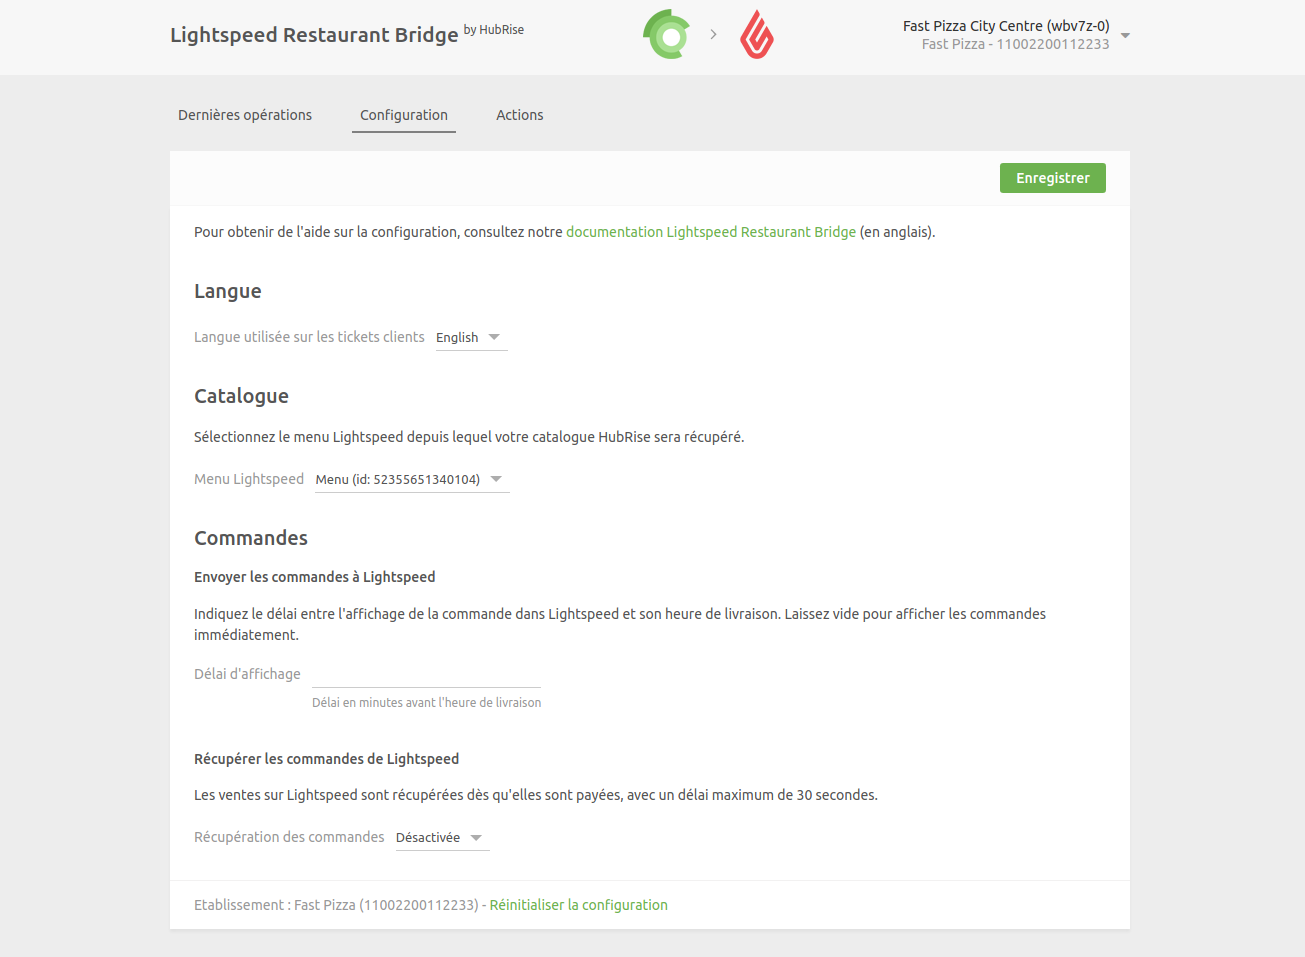 Lightspeed Restaurant Bridge by HubRise
Fast Pizza City Centre (wbv7z-0)
Fast Pizza - 11002200112233
Dernières opérations
Configuration
Actions
Enregistrer
Pour obtenir de l'aide sur la configuration, consultez notre documentation Lightspeed Restaurant Bridge (en anglais).
Langue
Langue utilisée sur les tickets clients English
Catalogue
Sélectionnez le menu Lightspeed depuis lequel votre catalogue HubRise sera récupéré.
Menu Lightspeed Menu (id: 52355651340104)
Commandes
Envoyer les commandes à Lightspeed
Indiquez le délai entre l'affichage de la commande dans Lightspeed et son heure de livraison. Laissez vide pour afficher les commandes
immédiatement.
Délai d'affichage
Délai en minutes avant l'heure de livraison
Récupérer les commandes de Lightspeed
Les ventes sur Lightspeed sont récupérées dès qu'elles sont payées, avec un délai maximum de 30 secondes.
Récupération des commandes Désactivée
Etablissement : Fast Pizza (11002200112233) - Réinitialiser la configuration